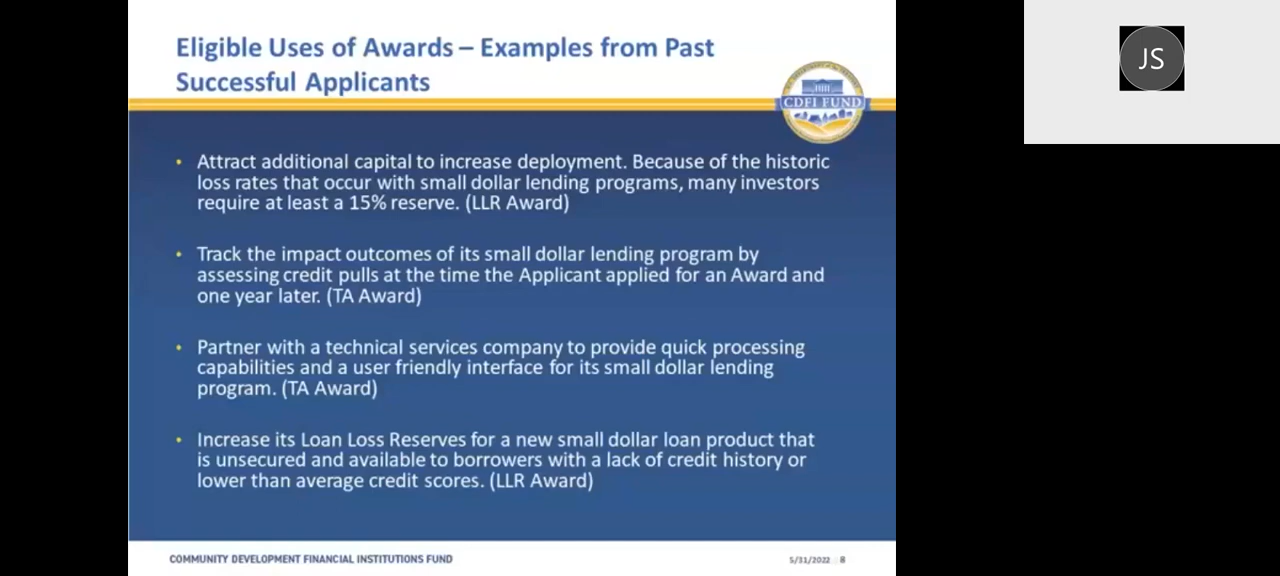 Eligible Uses of Awards – Examples from Past
Successful Applicants
CDFI FUND
JS
• Attract additional capital to increase deployment. Because of the historic
loss rates that occur with small dollar lending programs, many investors
require at least a 15% reserve. (LLR Award)
• Track the impact outcomes of its small dollar lending program by
assessing credit pulls at the time the Applicant applied for an Award and
one year later. (TA Award)
• Partner with a technical services company to provide quick processing
capabilities and a user friendly interface for its small dollar lending
program. (TA Award)
• Increase its Loan Loss Reserves for a new small dollar loan product that
is unsecured and available to borrowers with a lack of credit history or
lower than average credit scores. (LLR Award)
COMMUNITY DEVELOPMENT FINANCIAL INSTITUTIONS FUND
5/31/2022 | 8